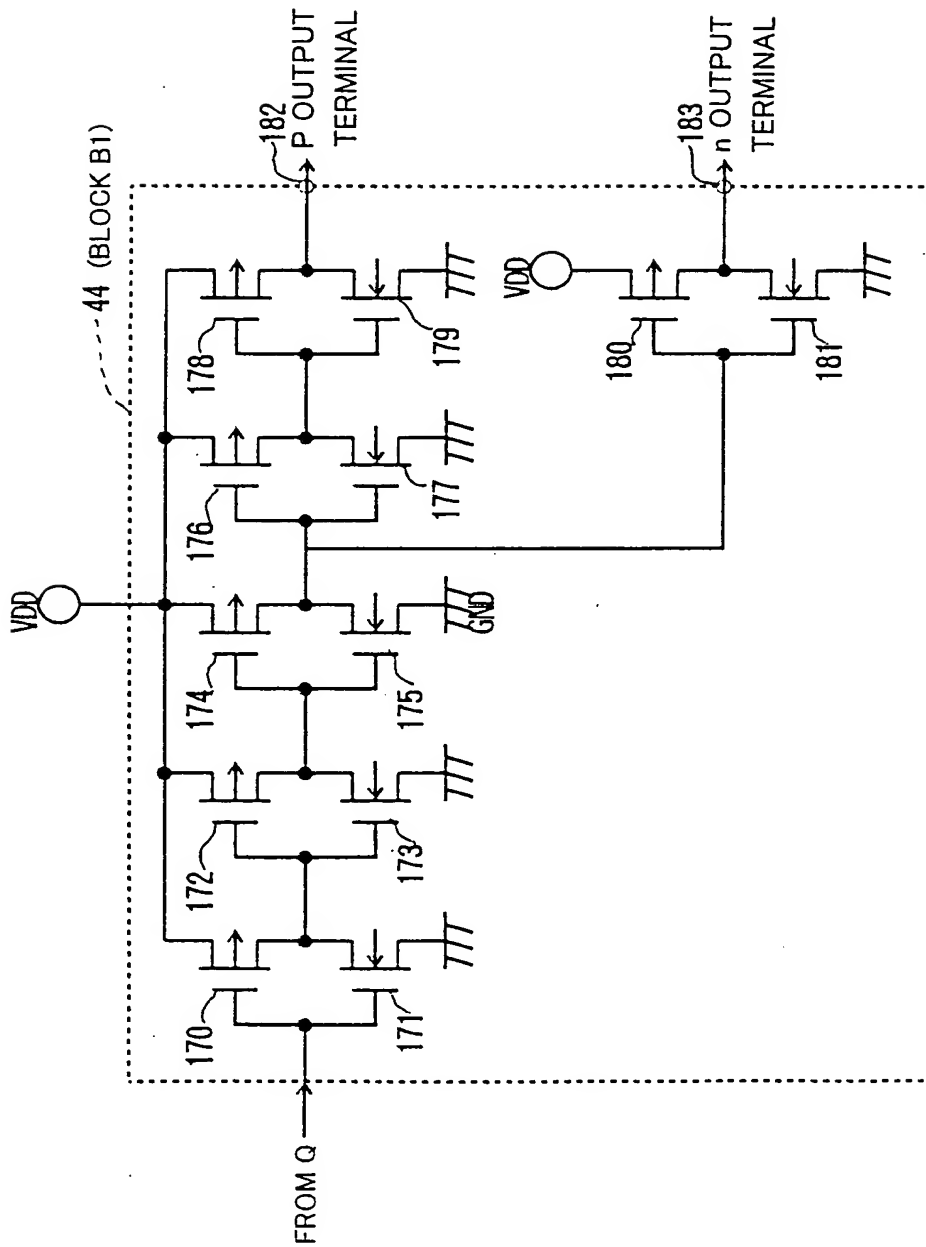 44 (BLOCK B1)
VDD
182
P OUTPUT
TERMINAL
178
179
176
177
174
175
GND
172
173
170
171
FROM Q
VDD
183
n OUTPUT
TERMINAL
180
181